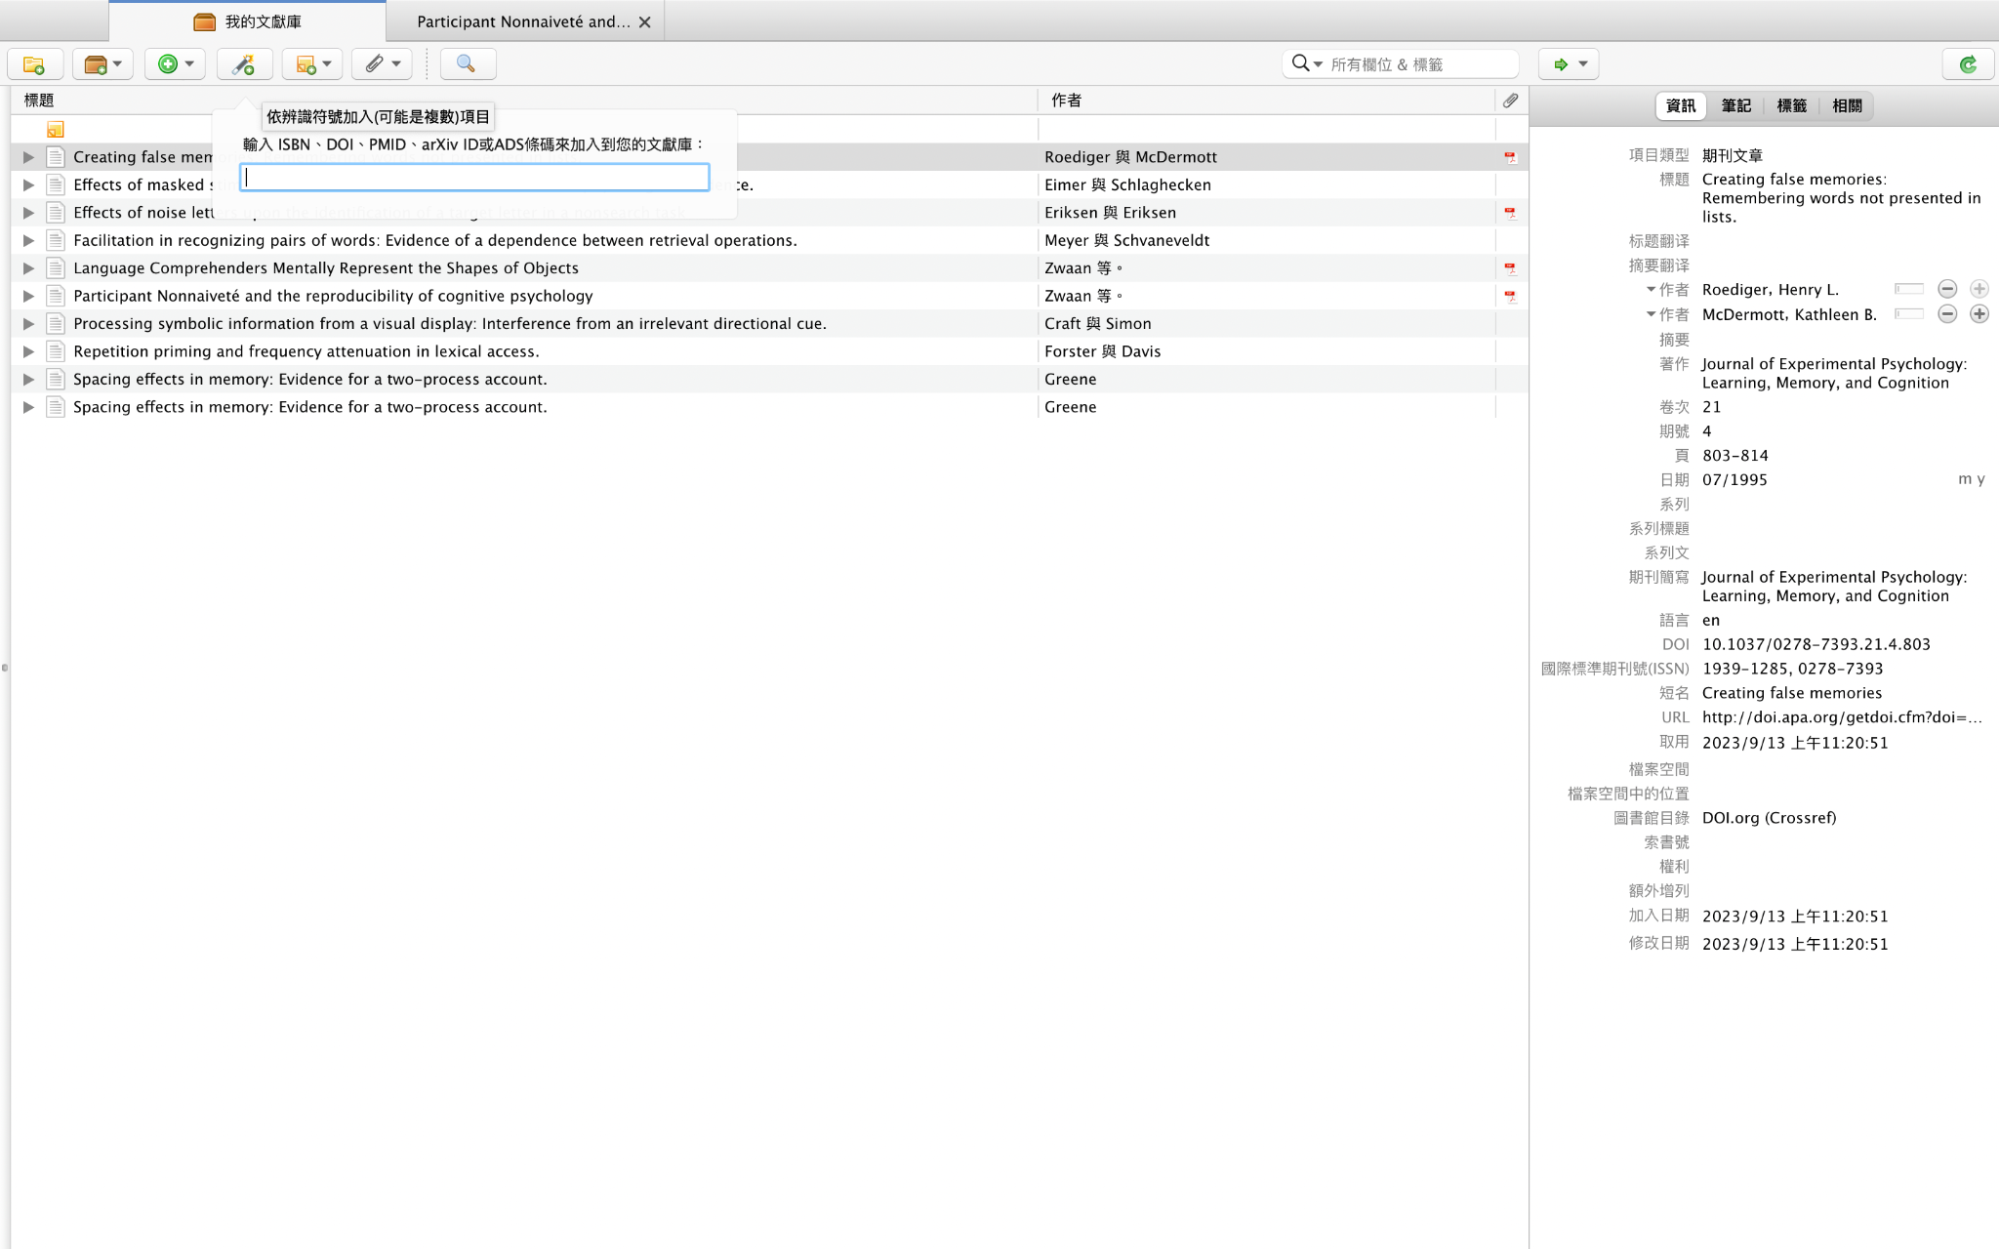 我的文獻庫
Participant Nonnaiveté and...
所有欄位 & 標籤
標題
作者
依辨識符號加入(可能是複數)項目
輸入 ISBN、DOI、PMID、arXiv ID或ADS條碼來加入到您的文獻庫：
Creating false mem
Roediger 與 McDermott
Effects of masked s
ce.
Eimer 與 Schlaghecken
Effects of noise letters upon the identification of a target letter in a nonsearch task.
Eriksen 與 Eriksen
Facilitation in recognizing pairs of words: Evidence of a dependence between retrieval operations.
Meyer 與 Schvaneveldt
Language Comprehenders Mentally Represent the Shapes of Objects
Zwaan 等。
Participant Nonnaiveté and the reproducibility of cognitive psychology
Zwaan 等。
Processing symbolic information from a visual display: Interference from an irrelevant directional cue.
Craft 與 Simon
Repetition priming and frequency attenuation in lexical access.
Forster 與 Davis
Spacing effects in memory: Evidence for a two-process account.
Greene
Spacing effects in memory: Evidence for a two-process account.
Greene
資訊
筆記
標籤
相關
項目類型 期刊文章
標題 Creating false memories:
Remembering words not presented in
lists.
标题翻译
摘要翻译
作者 Roediger, Henry L.
作者 McDermott, Kathleen B.
摘要
著作 Journal of Experimental Psychology:
Learning, Memory, and Cognition
卷次 21
期號 4
頁 803-814
日期 07/1995 m y
系列
系列標題
系列文
期刊簡寫 Journal of Experimental Psychology:
Learning, Memory, and Cognition
語言 en
DOI 10.1037/0278-7393.21.4.803
國際標準期刊號(ISSN) 1939-1285, 0278-7393
短名 Creating false memories
URL http://doi.apa.org/getdoi.cfm?doi=...
取用 2023/9/13 上午11:20:51
檔案空間
檔案空間中的位置
圖書館目錄 DOI.org (Crossref)
索書號
權利
額外增列
加入日期 2023/9/13 上午11:20:51
修改日期 2023/9/13 上午11:20:51